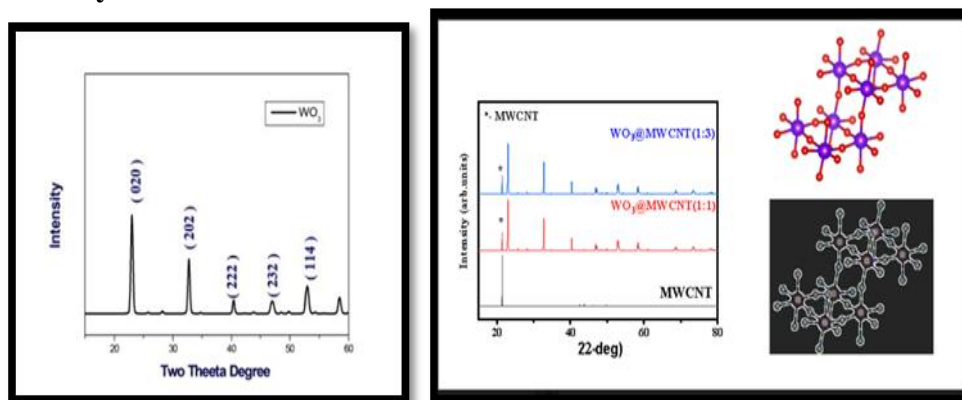 WO3
( 020 )
( 202 )
( 222 )
( 232 )
( 114 )
Intensity
20 30 40 50 60
Two Theeta Degree
*- MWCNT
WO3@MWCNT(1:3)
*
WO3@MWCNT(1:1)
*
MWCNT
Intensity (arb.units)
20 40 60 80
22-deg)